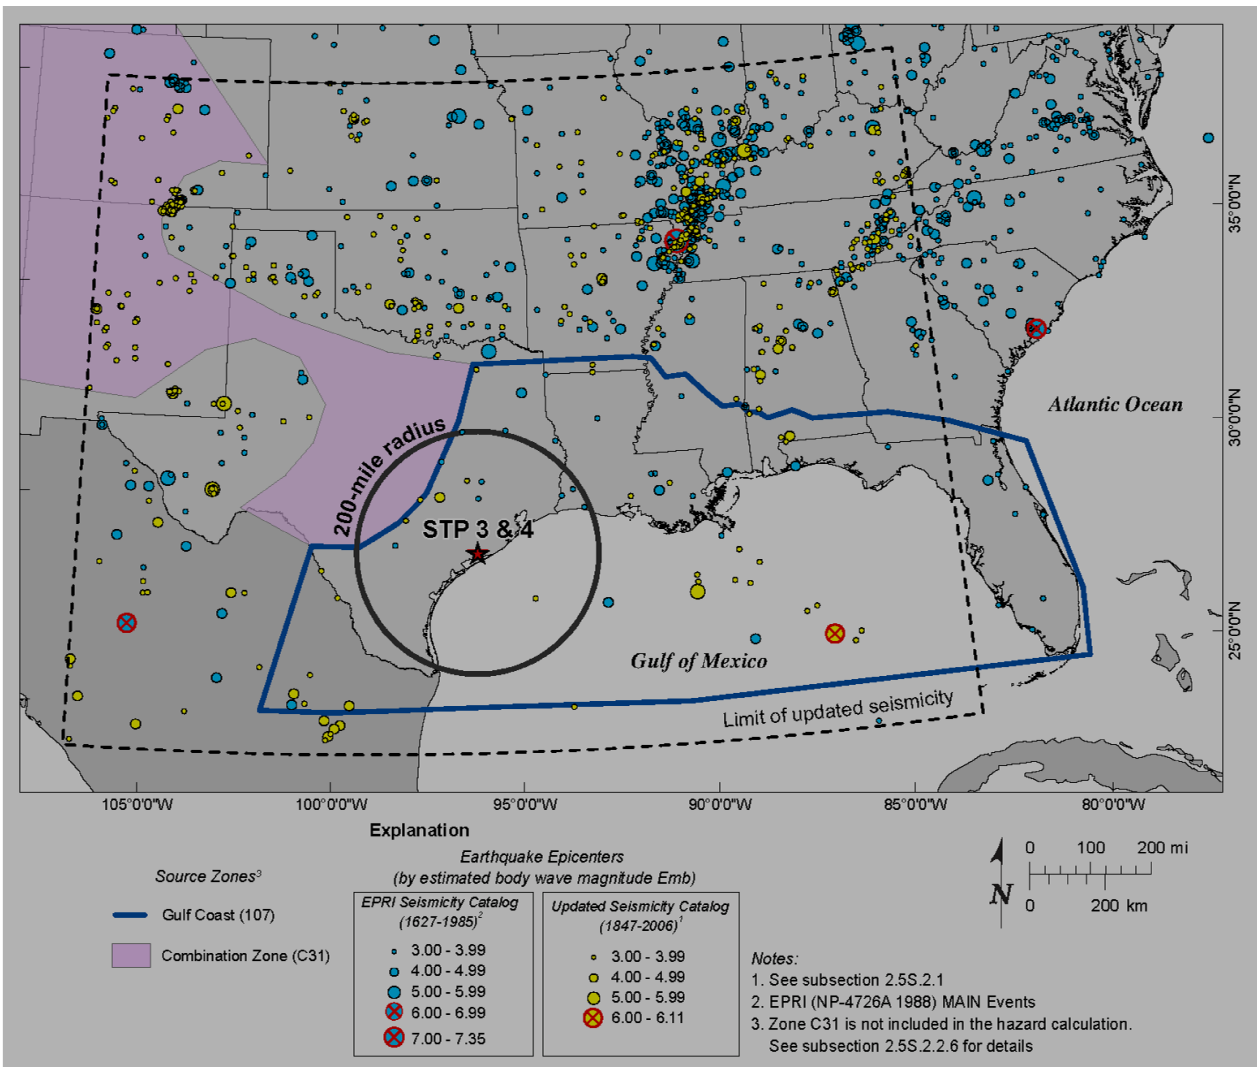 35°0'0"N
Atlantic Ocean
30°0'0"N
200-mile radius
STP 3 & 4
Gulf of Mexico
25°0'0"N
Limit of updated seismicity
105°0'0"W 100°0'0"W 95°0'0"W 90°0'0"W 85°0'0"W 80°0'0"W
Explanation
Source Zones3
Gulf Coast (107)
Combination Zone (C31)
Earthquake Epicenters
(by estimated body wave magnitude Emb)
EPRI Seismicity Catalog
(1627-1985)2
3.00 - 3.99
4.00 - 4.99
5.00 - 5.99
6.00 - 6.99
7.00 - 7.35
Updated Seismicity Catalog
(1847-2006)1
3.00 - 3.99
4.00 - 4.99
5.00 - 5.99
6.00 - 6.11
N
0 100 200 mi
0 200 km
Notes:
1. See subsection 2.5S.2.1
2. EPRI (NP-4726A 1988) MAIN Events
3. Zone C31 is not included in the hazard calculation.
See subsection 2.5S.2.2.6 for details